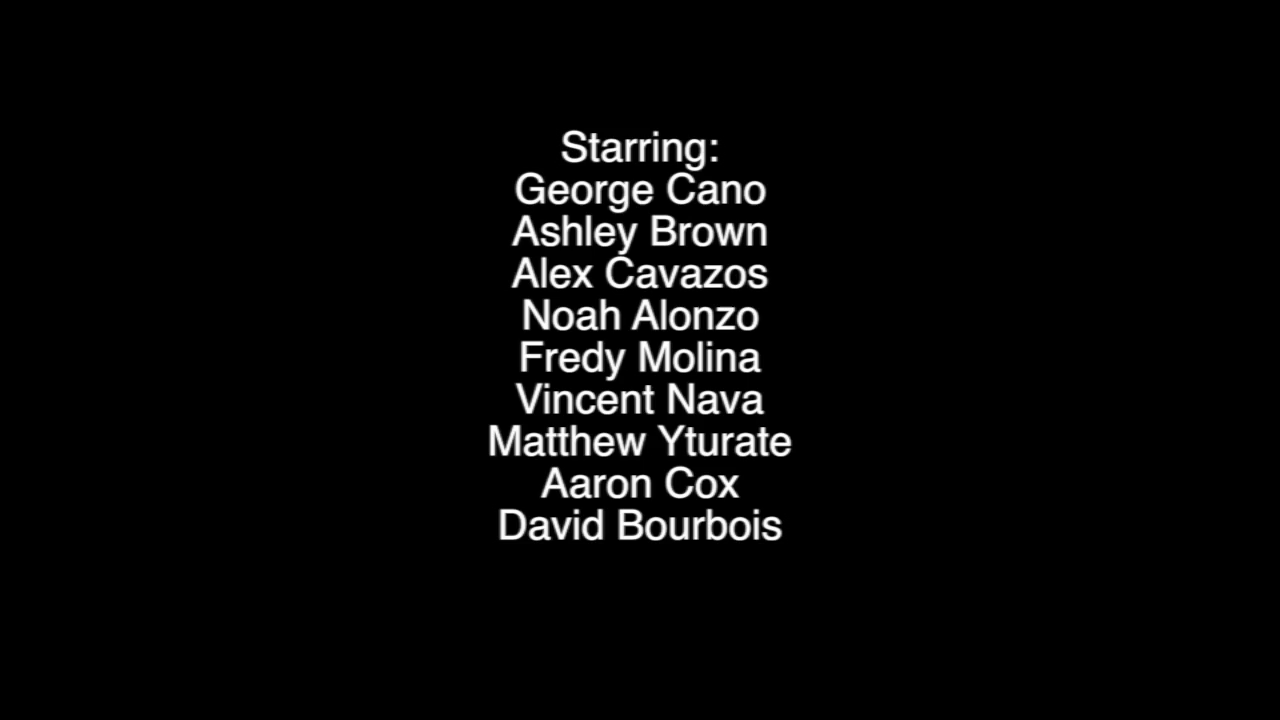 Starring:
George Cano
Ashley Brown
Alex Cavazos
Noah Alonzo
Fredy Molina
Vincent Nava
Matthew Yturate
Aaron Cox
David Bourbois